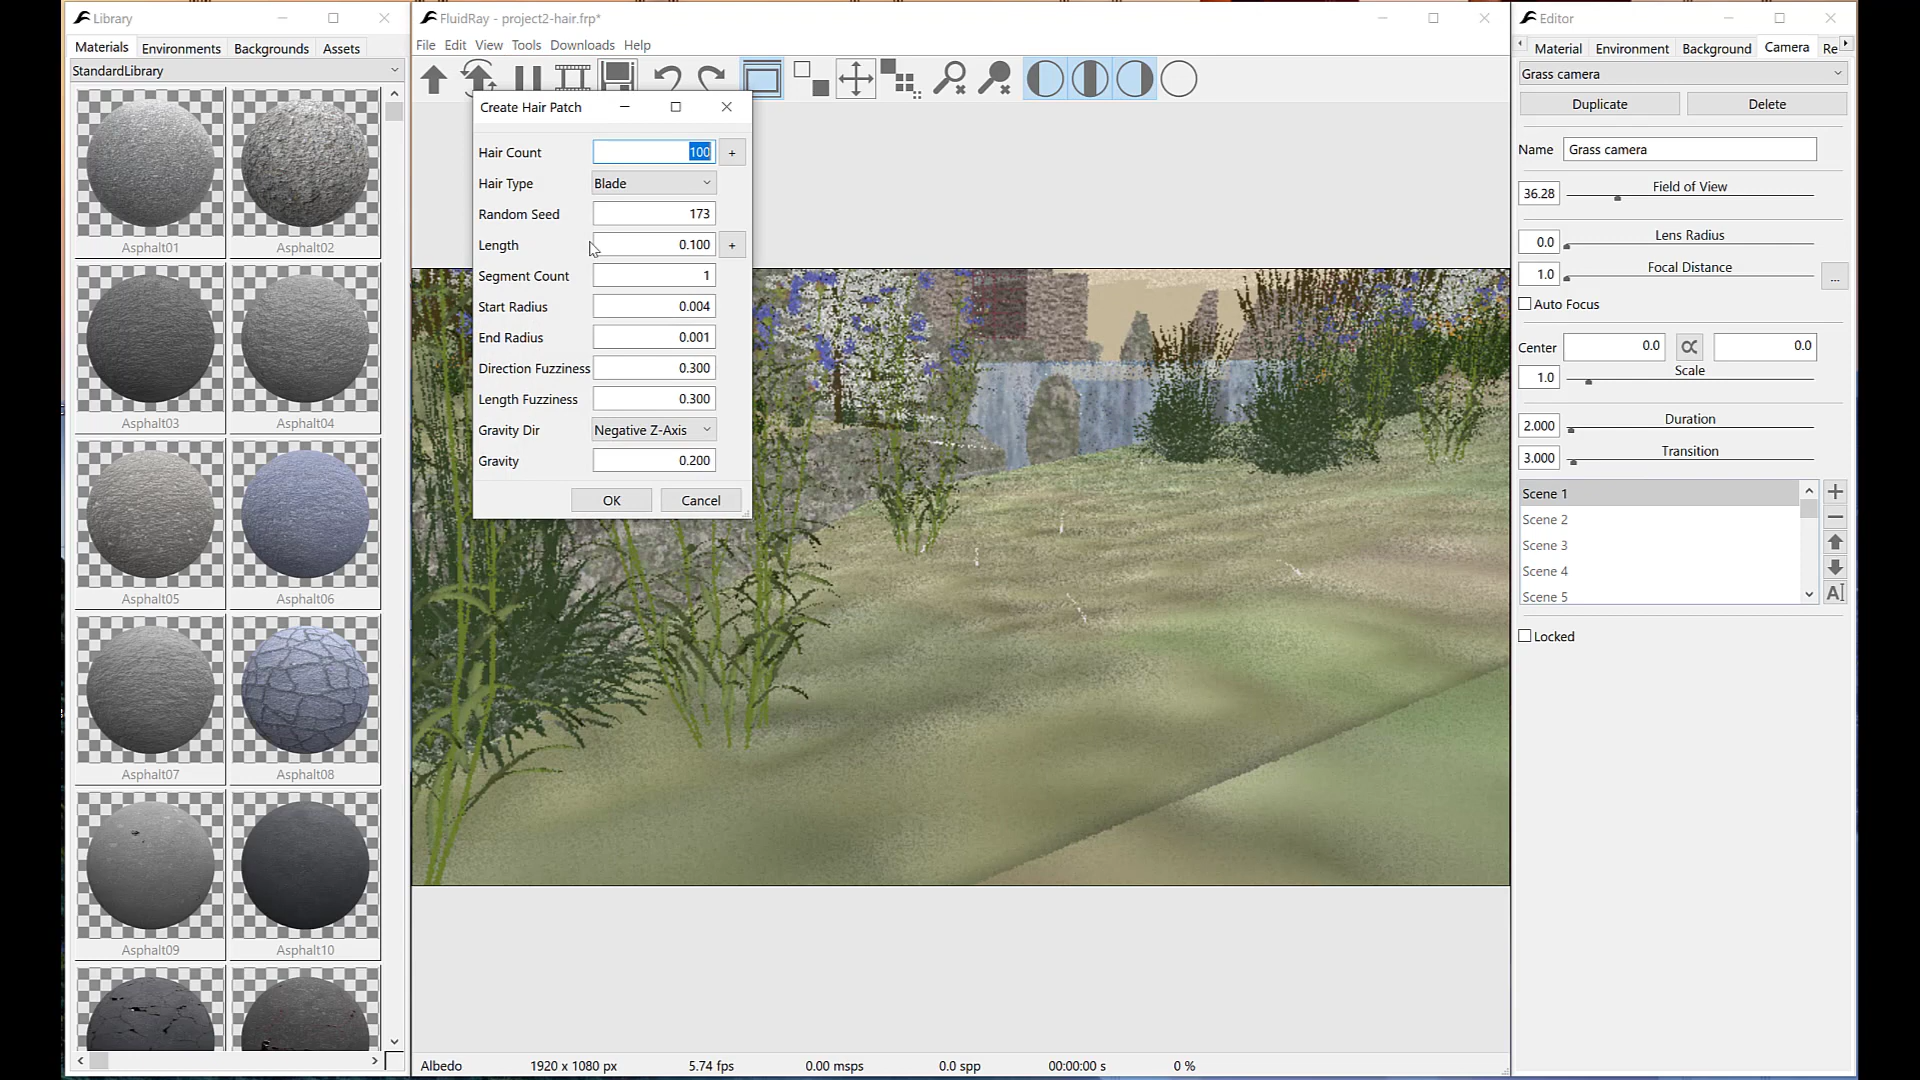 Library
Materials Environments Backgrounds Assets
StandardLibrary
Asphalt01 Asphalt02
Asphalt03 Asphalt04
Asphalt05 Asphalt06
Asphalt07 Asphalt08
Asphalt09 Asphalt10
FluidRay - project2-hair.frp*
File Edit View Tools Downloads Help
Create Hair Patch
Hair Count 100 +
Hair Type Blade
Random Seed 173
Length 0.100 +
Segment Count 1
Start Radius 0.004
End Radius 0.001
Direction Fuzziness 0.300
Length Fuzziness 0.300
Gravity Dir Negative Z-Axis
Gravity 0.200
OK Cancel
Albedo 1920 x 1080 px 5.74 fps 0.00 msps 0.0 spp 00:00:00 s 0 %
Editor
Material Environment Background Camera Re
Grass camera
Duplicate Delete
Name Grass camera
36.28 Field of View
0.0 Lens Radius
1.0 Focal Distance ...
Auto Focus
Center 0.0 0.0
1.0 Scale
2.000 Duration
3.000 Transition
Scene 1
Scene 2
Scene 3
Scene 4
Scene 5
Locked